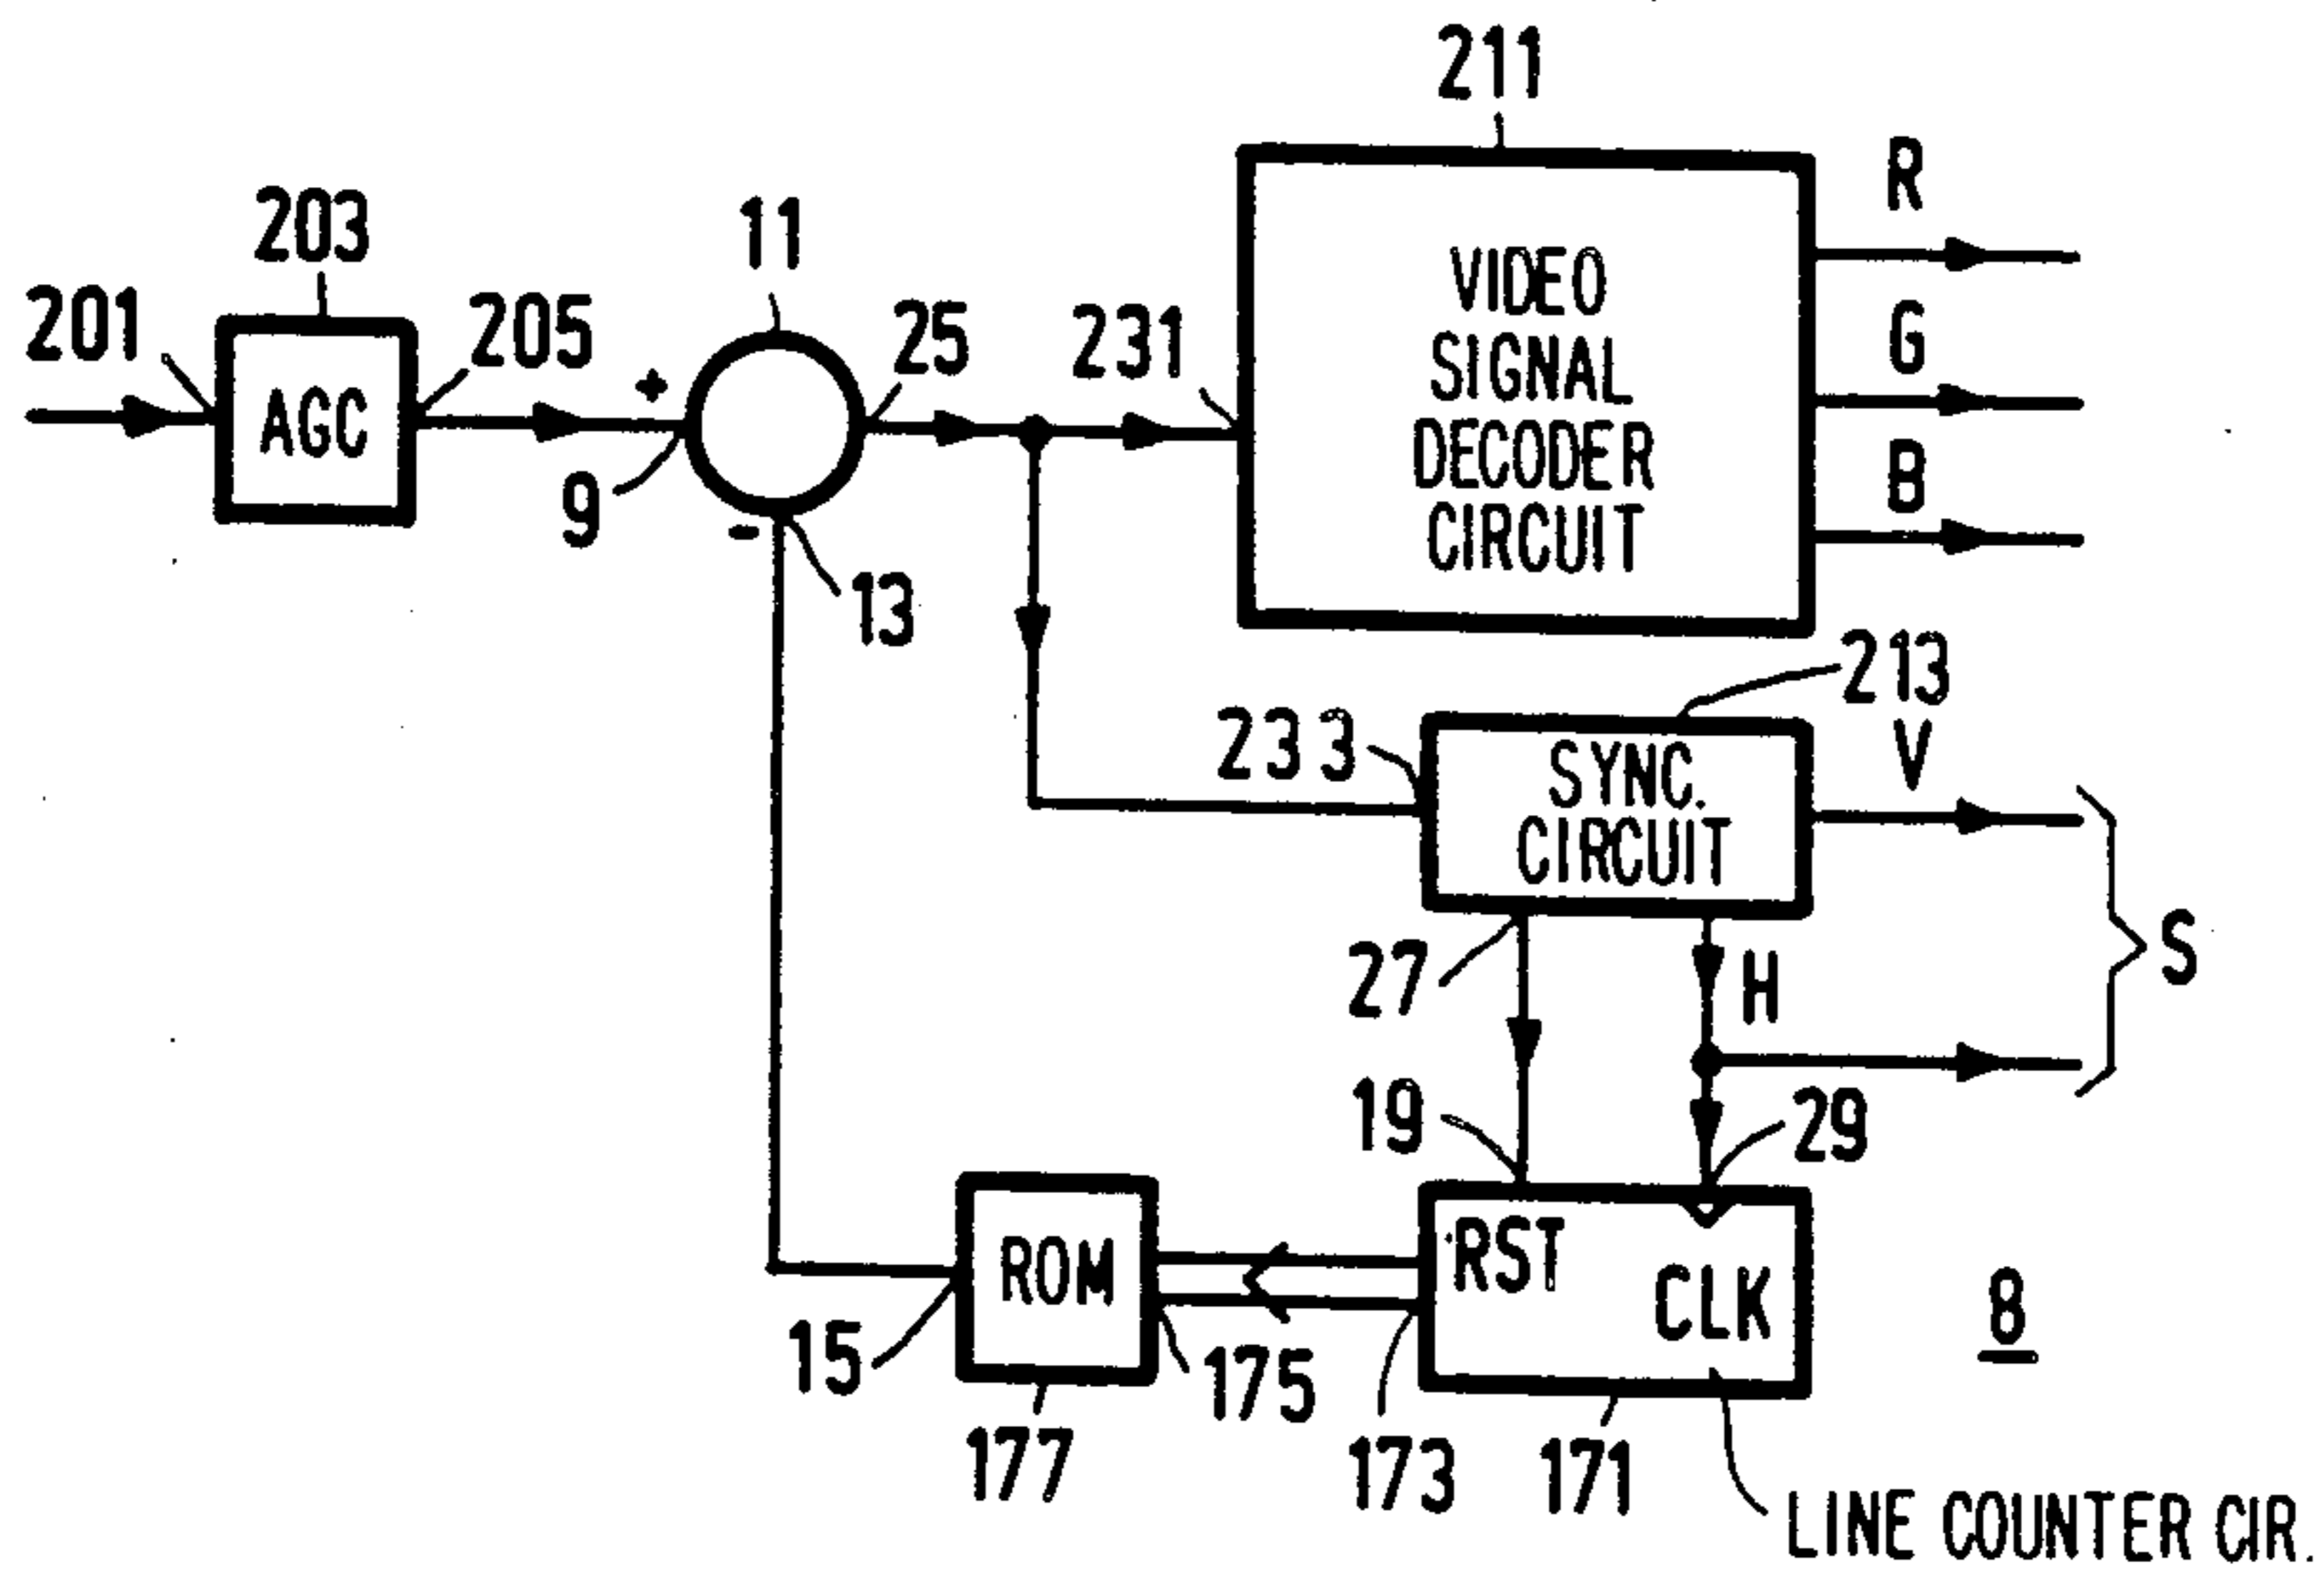 211
R
203
11
VIDEO
SIGNAL
DECODER
CIRCUIT
201
205
+
25
231
G
AGC
9
B
-
13
213
233
SYNC.
CIRCUIT
V
27
H
S
19
29
ROM
RST
CLK
8
15
175
177
173
171
LINE COUNTER CIR.